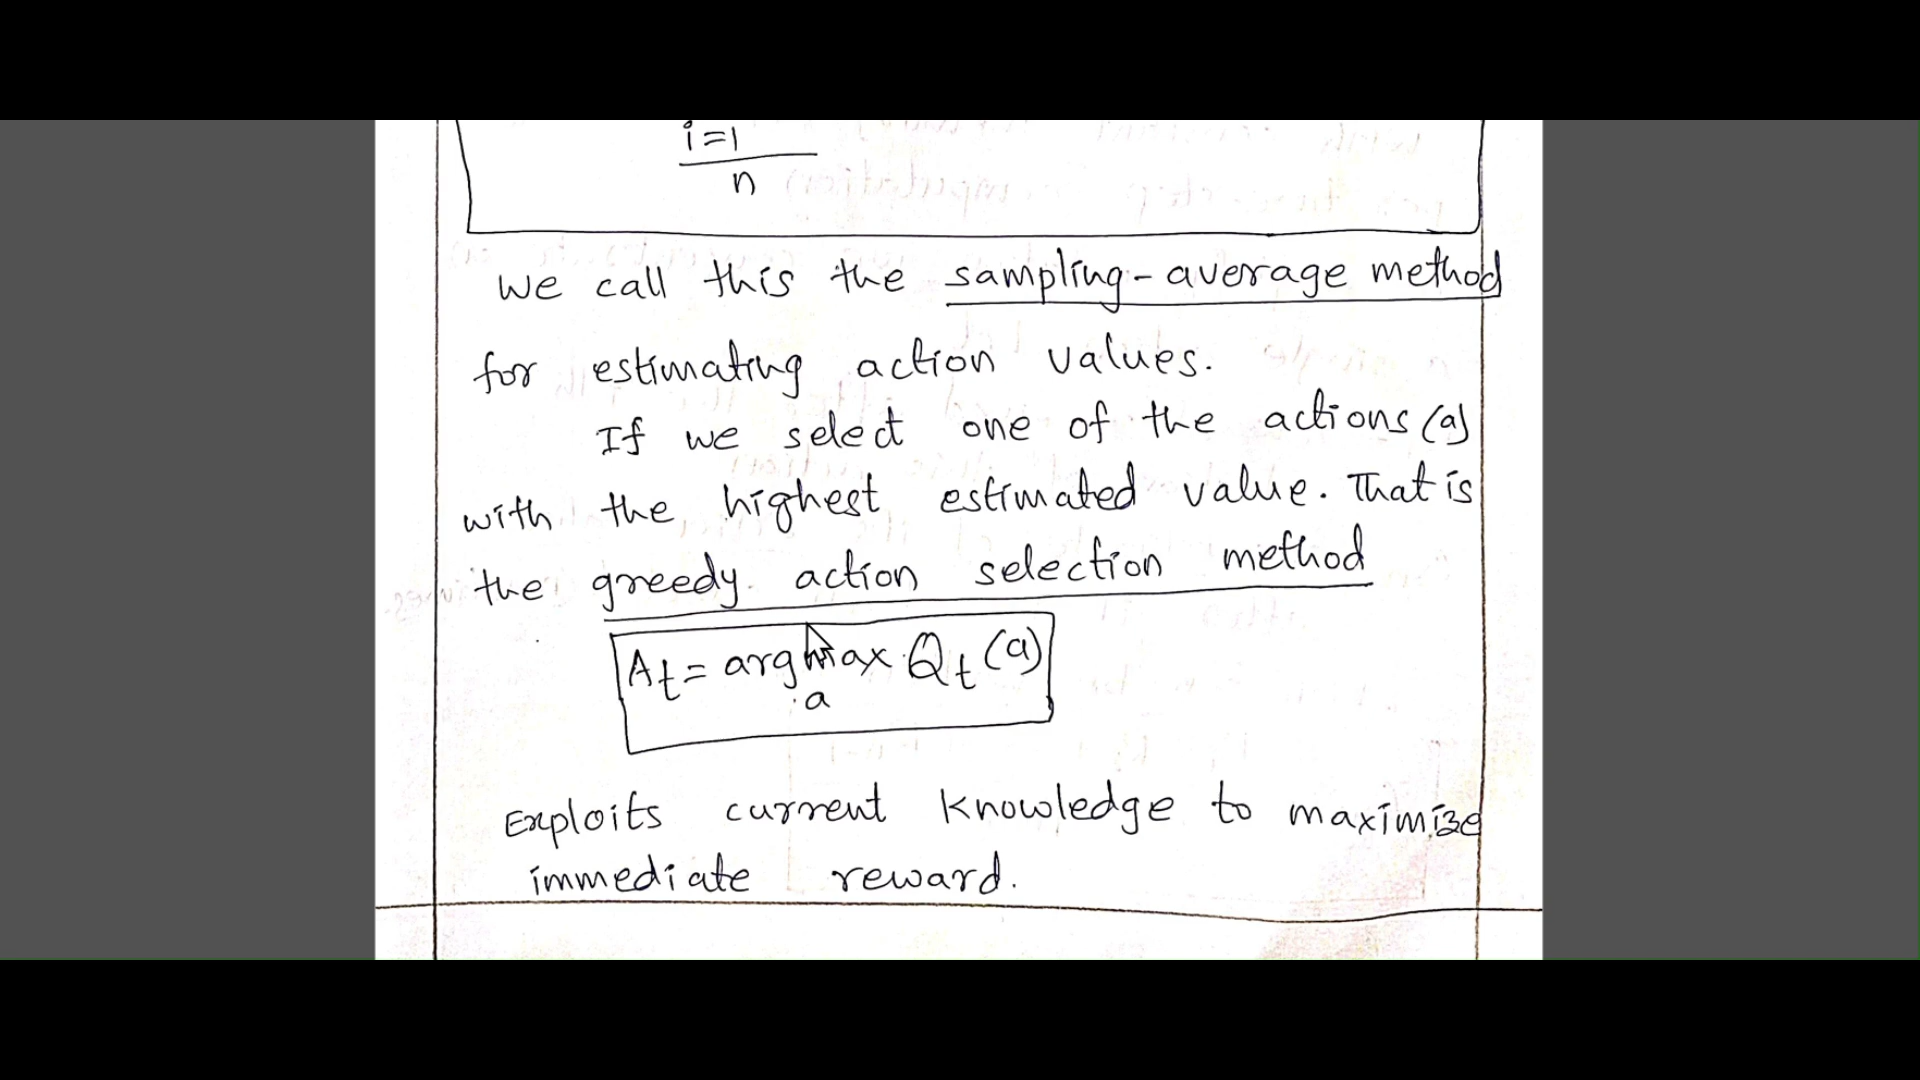 i=1
n
We call this the sampling-average method
for estimating action values.
If we select one of the actions (a)
with the highest estimated value. That is
the greedy action selection method
At = argmax Qt (a)
a
Exploits current knowledge to maximize
immediate reward.